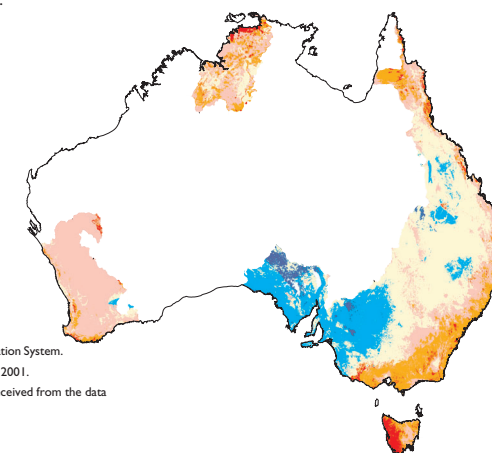 tion System.
2001.
ceived from the data